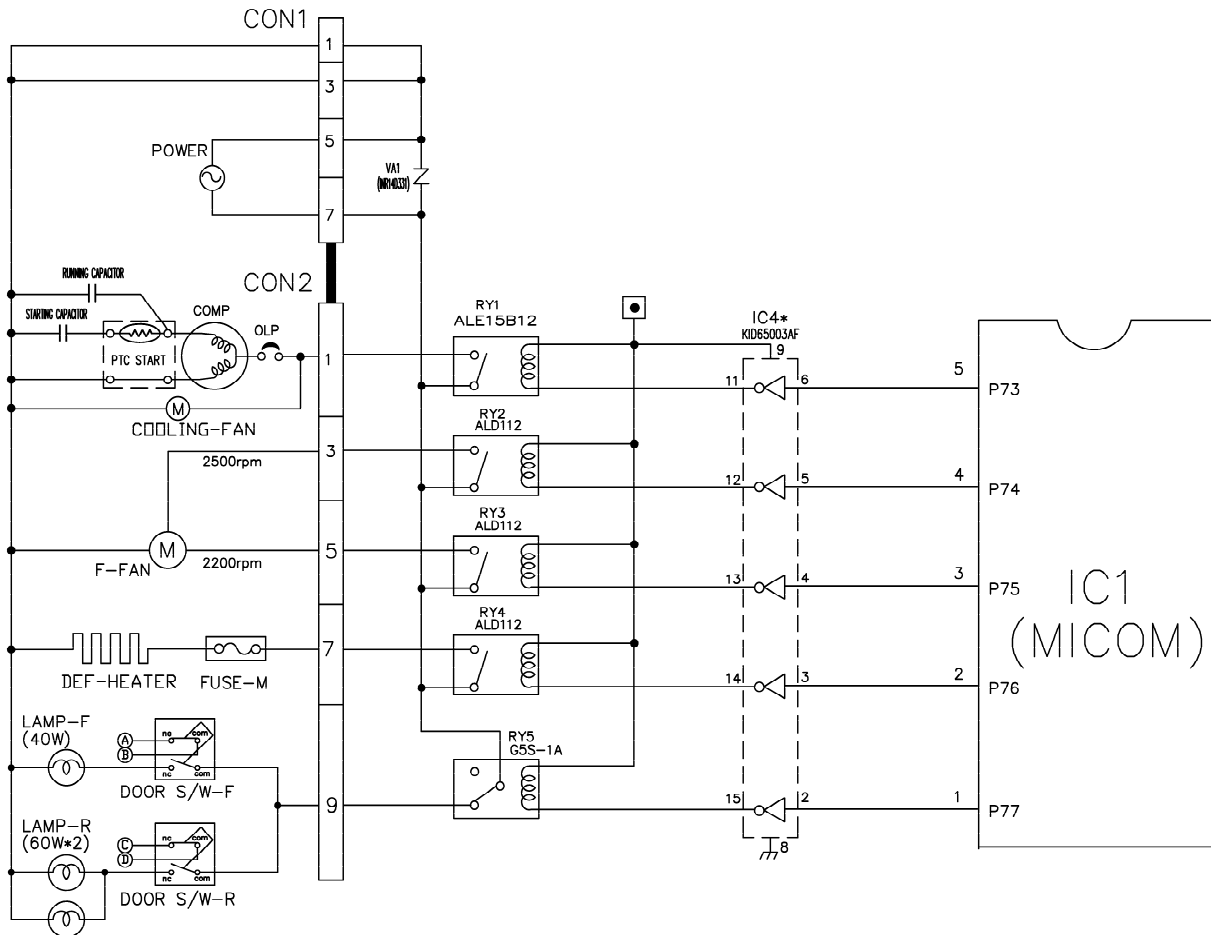 CON1
1
3
5
POWER
VA1
(INR14D331)
7
RUNNING CAPACITOR
CON2
STARTING CAPACITOR
COMP
OLP
PTC START
1
M
COOLING-FAN
RY1
ALE15B12
IC4*
KID65003AF
9
11
6
5
P73
2500rpm
3
RY2
ALD112
12
5
4
P74
M
F-FAN
2200rpm
5
RY3
ALD112
13
4
3
P75
IC1
(MICOM)
DEF-HEATER
FUSE-M
7
RY4
ALD112
14
3
2
P76
LAMP-F
(40W)
A
B
nc
com
nc
com
DOOR S/W-F
9
RY5
G5S-1A
15
2
1
P77
8
LAMP-R
(60W*2)
C
D
nc
com
nc
com
DOOR S/W-R